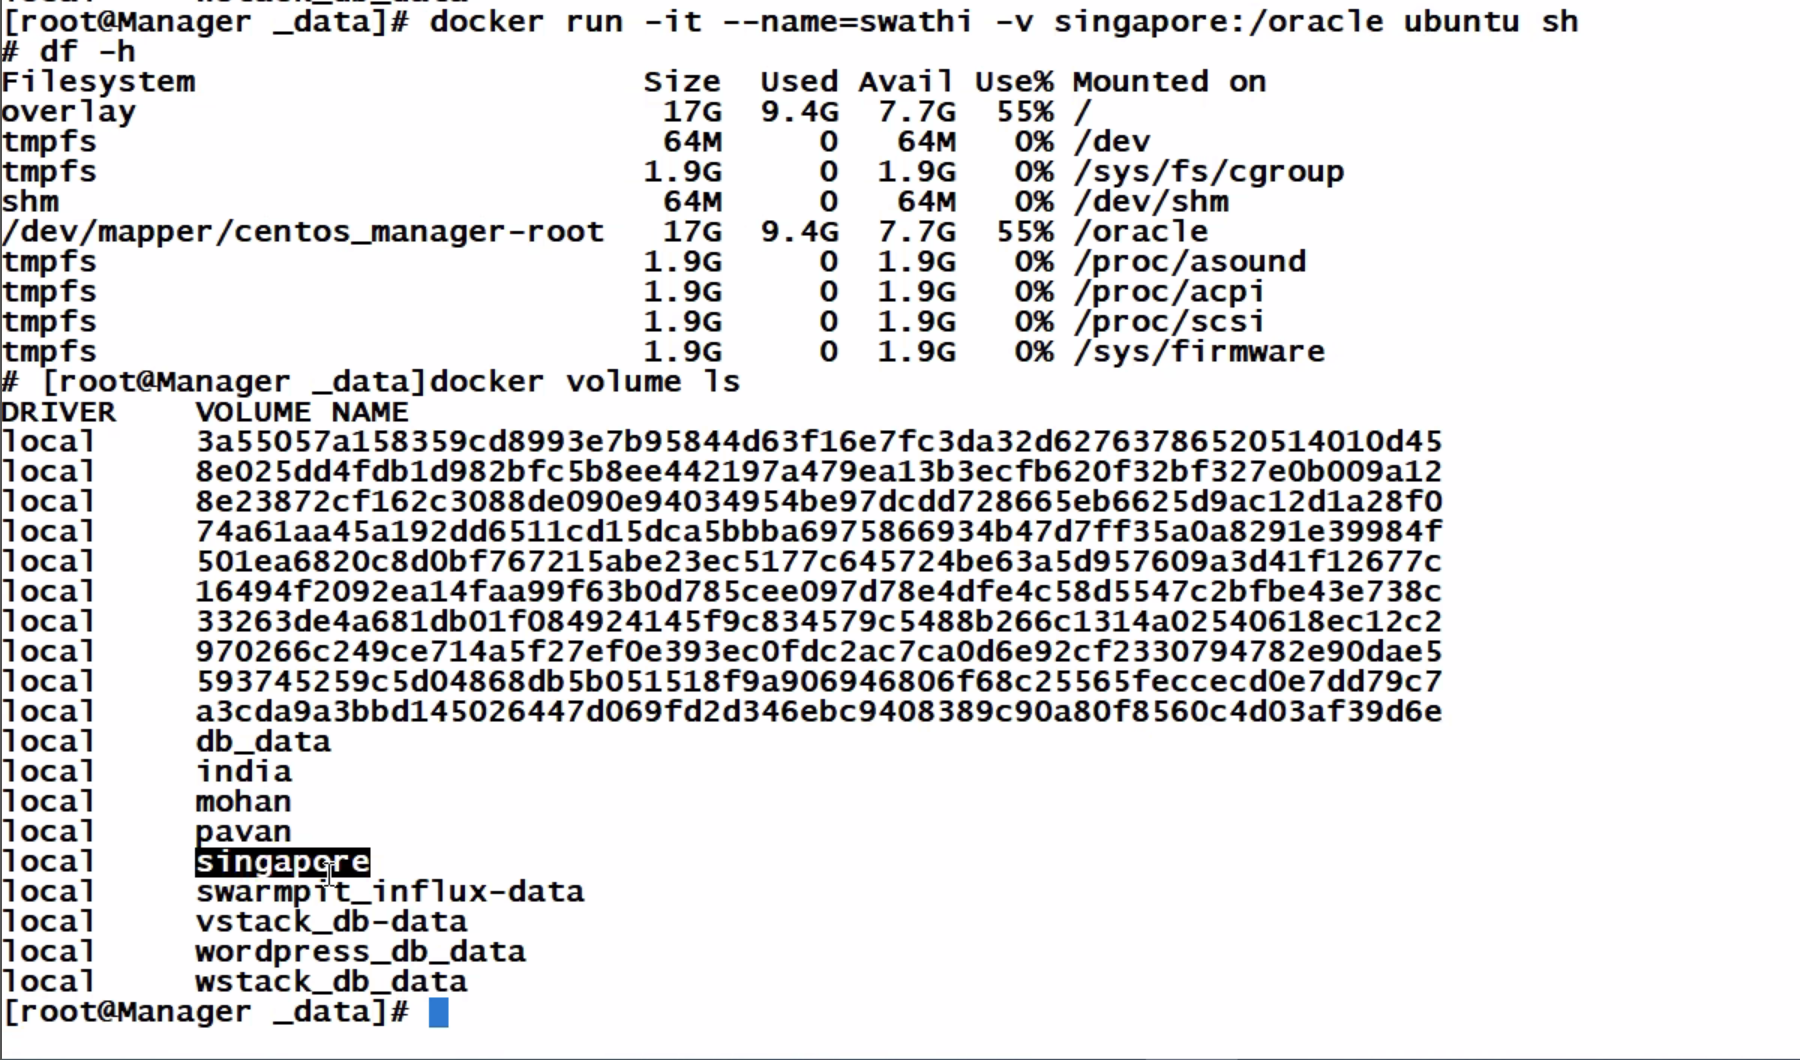 [root@Manager _data]# docker run -it --name=swathi -v singapore:/oracle ubuntu sh
# df -h
Filesystem Size Used Avail Use% Mounted on
overlay 17G 9.4G 7.7G 55% /
tmpfs 64M 0 64M 0% /dev
tmpfs 1.9G 0 1.9G 0% /sys/fs/cgroup
shm 64M 0 64M 0% /dev/shm
/dev/mapper/centos_manager-root 17G 9.4G 7.7G 55% /oracle
tmpfs 1.9G 0 1.9G 0% /proc/asound
tmpfs 1.9G 0 1.9G 0% /proc/acpi
tmpfs 1.9G 0 1.9G 0% /proc/scsi
tmpfs 1.9G 0 1.9G 0% /sys/firmware
# [root@Manager _data]docker volume ls
DRIVER VOLUME NAME
local 3a55057a158359cd8993e7b95844d63f16e7fc3da32d62763786520514010d45
local 8e025dd4fdb1d982bfc5b8ee442197a479ea13b3ecfb620f32bf327e0b009a12
local 8e23872cf162c3088de090e94034954be97dcdd728665eb6625d9ac12d1a28f0
local 74a61aa45a192dd6511cd15dca5bbba6975866934b47d7ff35a0a8291e39984f
local 501ea6820c8d0bf767215abe23ec5177c645724be63a5d957609a3d41f12677c
local 16494f2092ea14faa99f63b0d785cee097d78e4dfe4c58d5547c2bfbe43e738c
local 33263de4a681db01f084924145f9c834579c5488b266c1314a02540618ec12c2
local 970266c249ce714a5f27ef0e393ec0fdc2ac7ca0d6e92cf2330794782e90dae5
local 593745259c5d04868db5b051518f9a906946806f68c25565feccecd0e7dd79c7
local a3cda9a3bbd145026447d069fd2d346ebc9408389c90a80f8560c4d03af39d6e
local db_data
local india
local mohan
local pavan
local singapore
local swarmpit_influx-data
local vstack_db-data
local wordpress_db_data
local wstack_db_data
[root@Manager _data]#